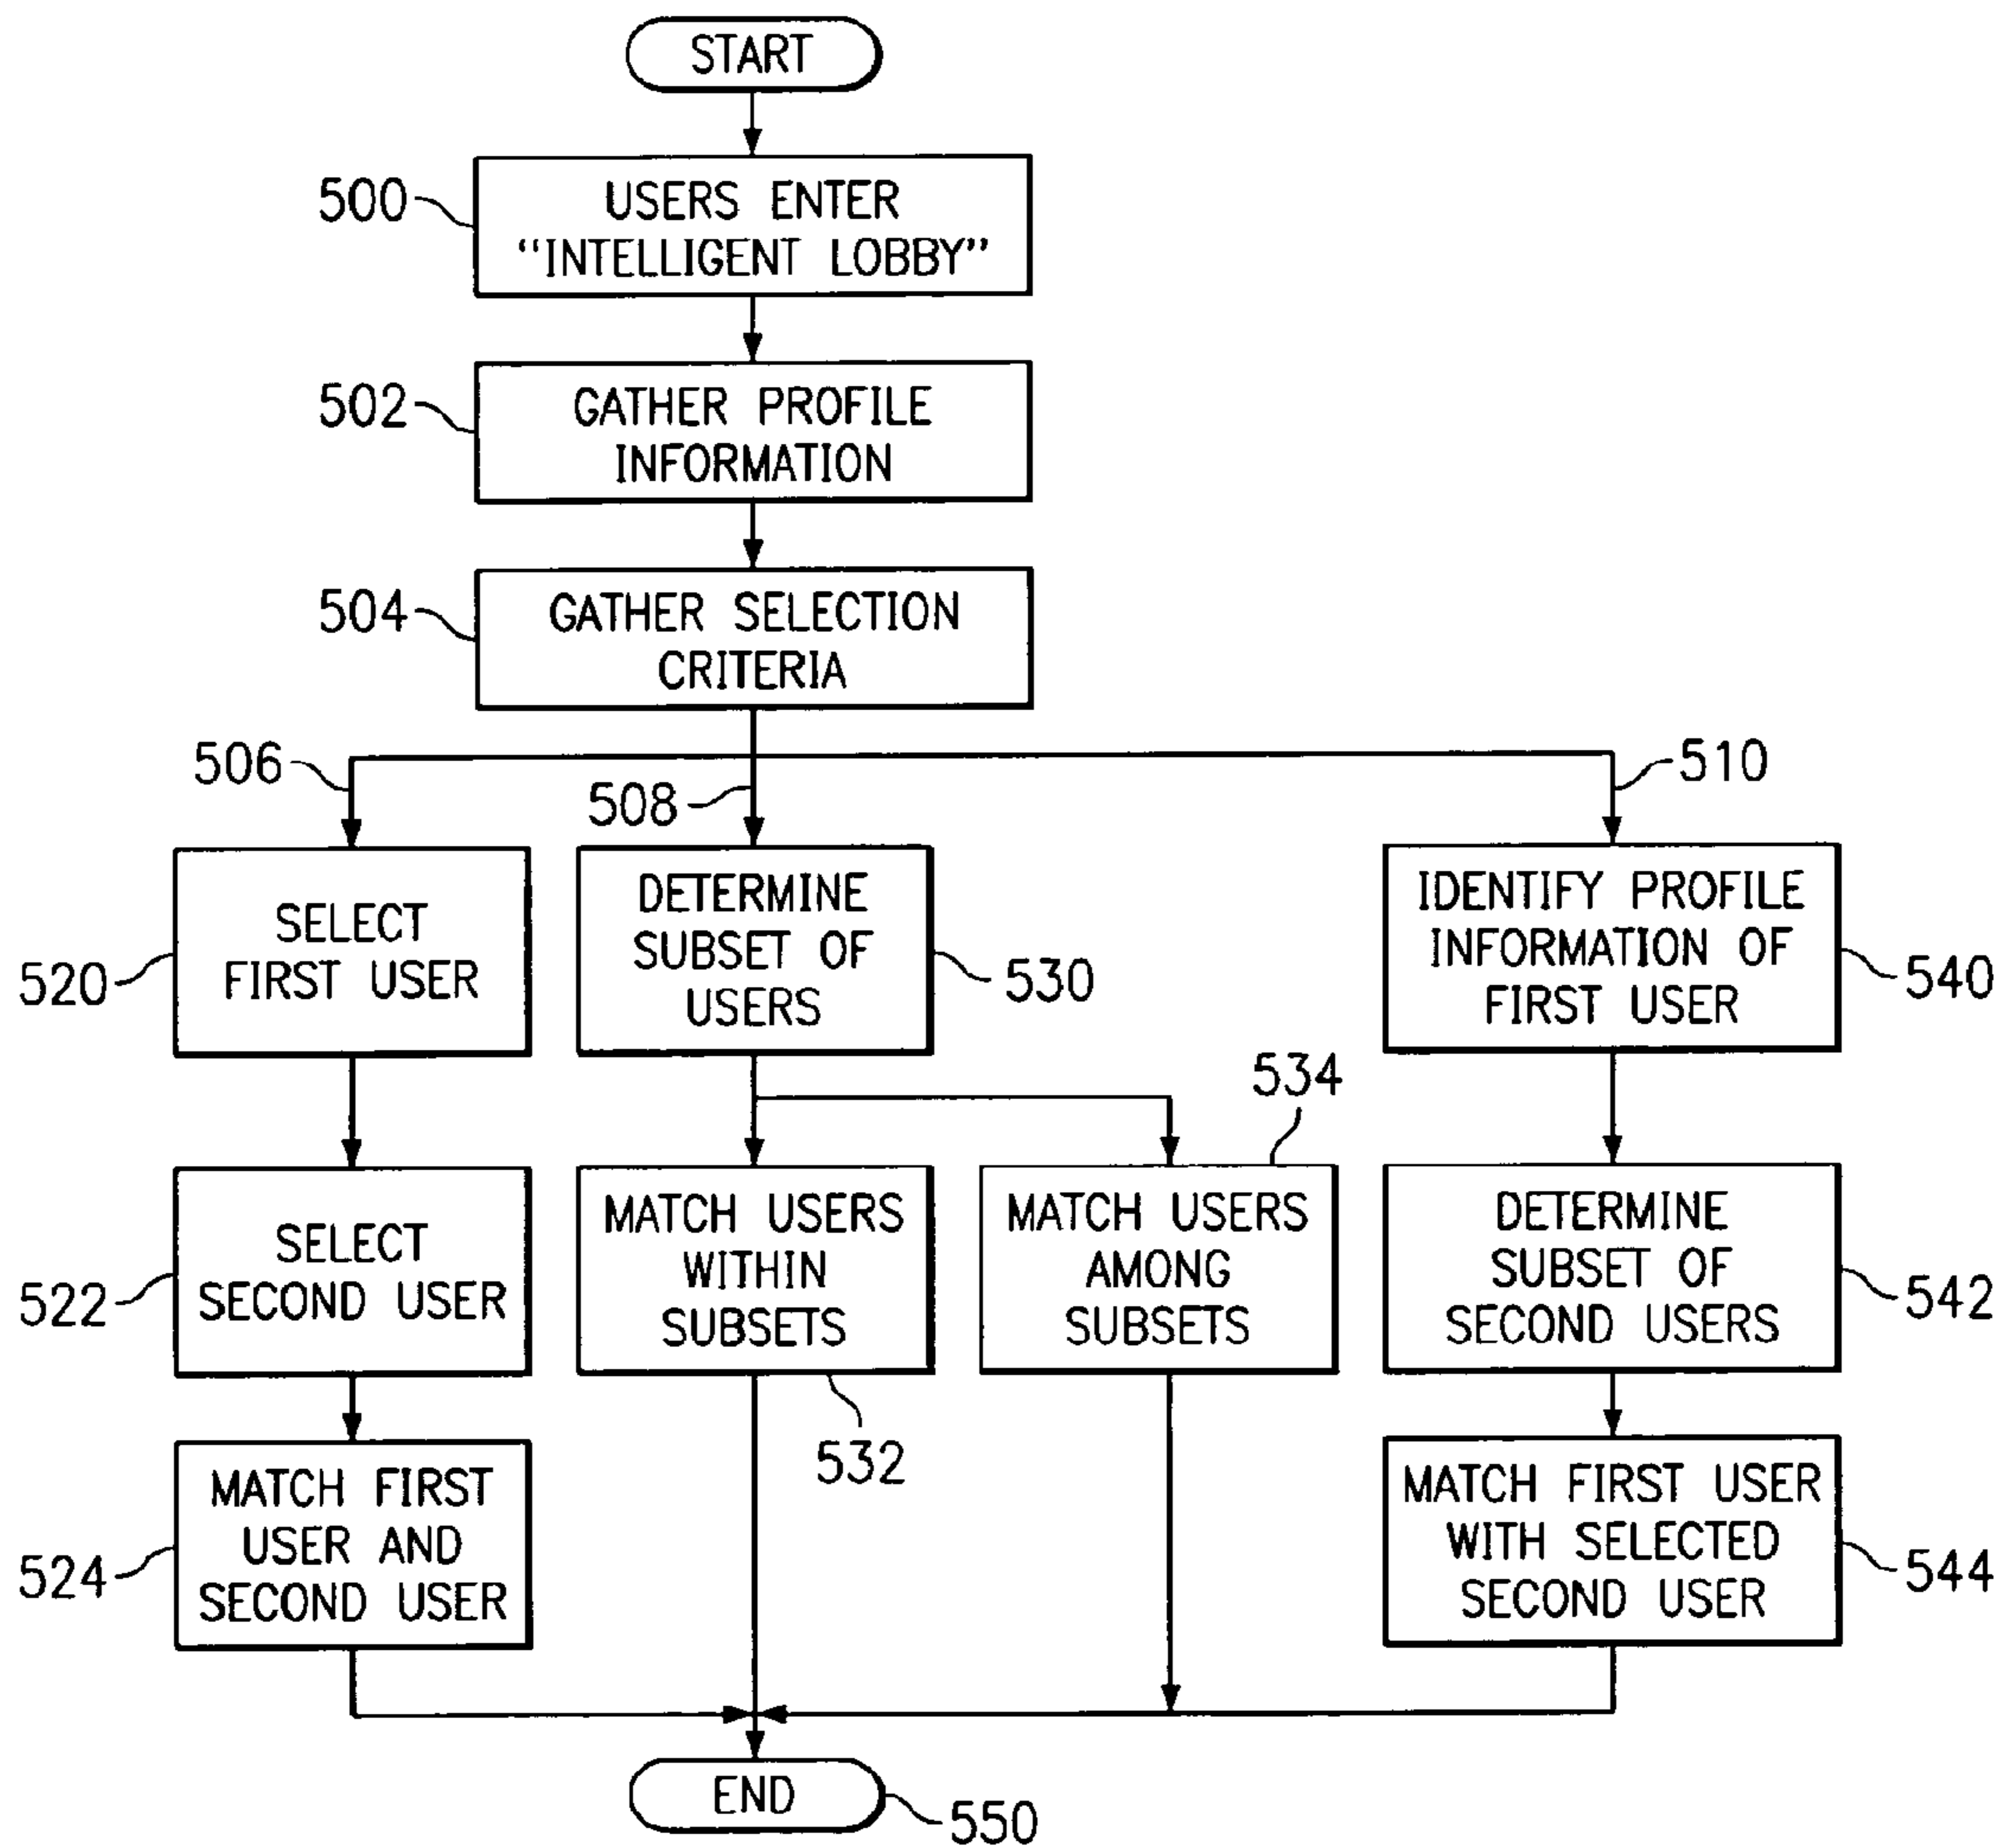 START
500
USERS ENTER
“INTELLIGENT LOBBY”
502
GATHER PROFILE
INFORMATION
504
GATHER SELECTION
CRITERIA
506
508
510
520
SELECT
FIRST USER
DETERMINE
SUBSET OF
USERS
530
IDENTIFY PROFILE
INFORMATION OF
FIRST USER
540
534
522
SELECT
SECOND USER
MATCH USERS
WITHIN
SUBSETS
532
MATCH USERS
AMONG
SUBSETS
DETERMINE
SUBSET OF
SECOND USERS
542
524
MATCH FIRST
USER AND
SECOND USER
MATCH FIRST USER
WITH SELECTED
SECOND USER
544
END
550